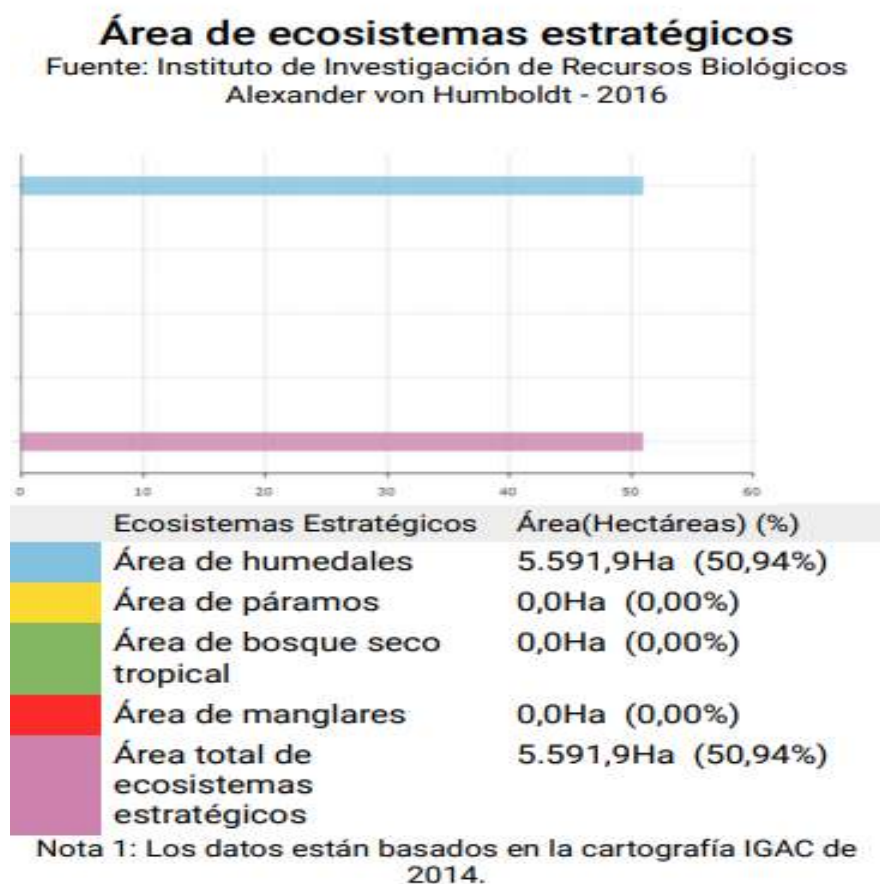 Área de ecosistemas estratégicos
Fuente: Instituto de Investigación de Recursos Biológicos
Alexander von Humboldt - 2016
0 10 20 30 40 50 60
Ecosistemas Estratégicos Área(Hectáreas) (%)
Área de humedales 5.591,9Ha (50,94%)
Área de páramos 0,0Ha (0,00%)
Área de bosque seco 0,0Ha (0,00%)
tropical
Área de manglares 0,0Ha (0,00%)
Área total de 5.591,9Ha (50,94%)
ecosistemas
estratégicos
Nota 1: Los datos están basados en la cartografía IGAC de
2014.